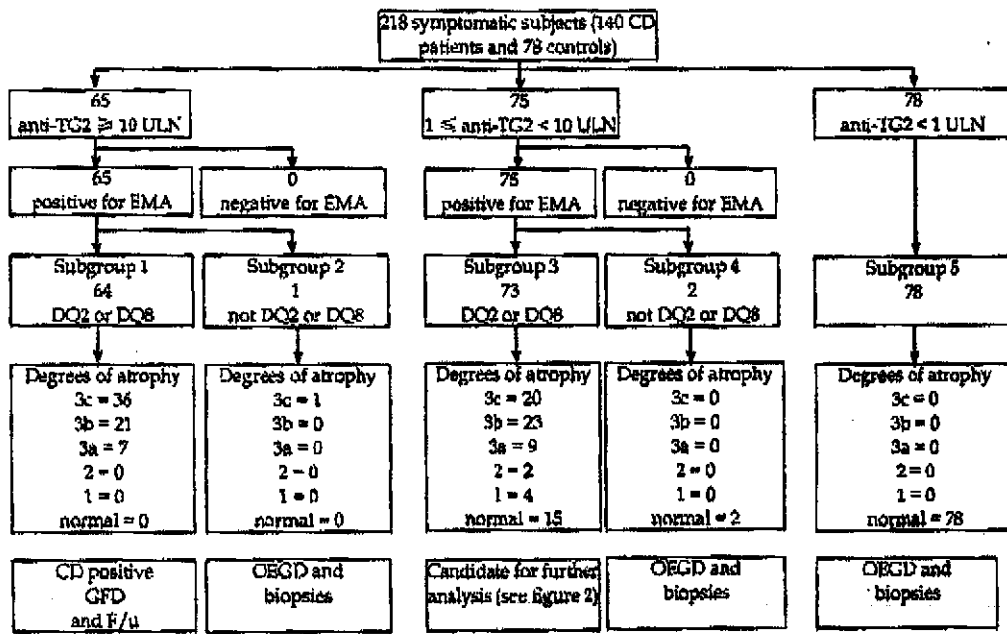 218 symptomatic subjects (140 CD
patients and 78 controls)
65
anti-TG2 ≥ 10 ULN
75
1 ≤ anti-TG2 < 10 ULN
78
anti-TG2 < 1 ULN
65
positive for EMA
0
negative for EMA
75
positive for EMA
0
negative for EMA
Subgroup 1
64
DQ2 or DQ8
Subgroup 2
1
not DQ2 or DQ8
Subgroup 3
73
DQ2 or DQ8
Subgroup 4
2
not DQ2 or DQ8
Subgroup 5
78
Degrees of atrophy
3c = 36
3b = 21
3a = 7
2 = 0
1 = 0
normal = 0
Degrees of atrophy
3c = 1
3b = 0
3a = 0
2 = 0
1 = 0
normal = 0
Degrees of atrophy
3c = 20
3b = 23
3a = 9
2 = 2
1 = 4
normal = 15
Degrees of atrophy
3c = 0
3b = 0
3a = 0
2 = 0
1 = 0
normal = 2
Degrees of atrophy
3c = 0
3b = 0
3a = 0
2 = 0
1 = 0
normal = 78
CD positive
GFD
and F/u
OEGD and
biopsies
Candidate for further
analysis (see figure 2)
OEGD and
biopsies
OEGD and
biopsies